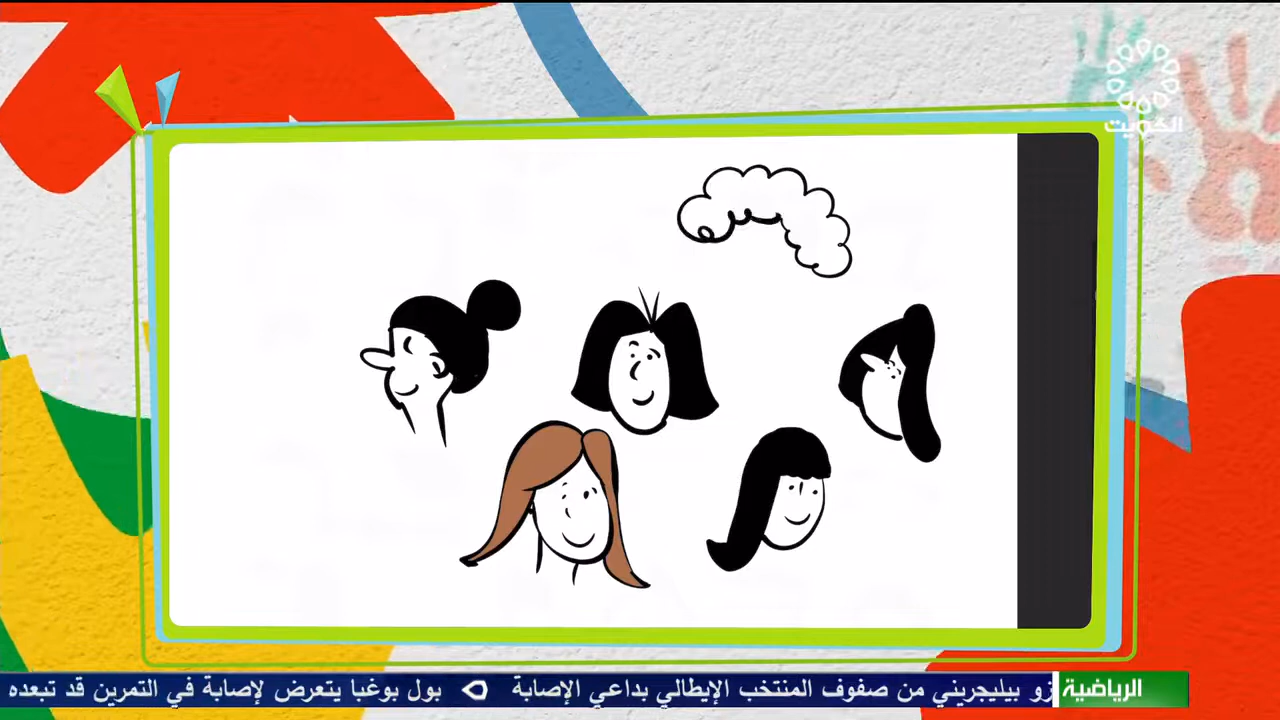 الكويت
الرياضية
زو بيليجريني من صفوف المنتخب الإيطالي بداعي الإصابة بول بوغبا يتعرض لإصابة في التمرين قد تبعده